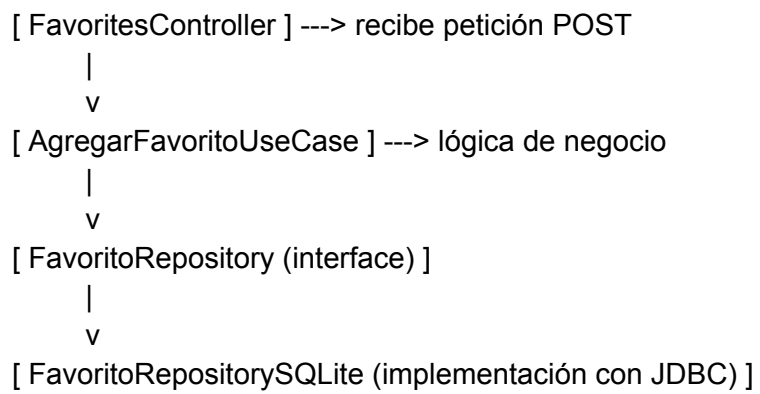 [ FavoritesController ] ---> recibe petición POST
|
v
[ AgregarFavoritoUseCase ] ---> lógica de negocio
|
v
[ FavoritoRepository (interface) ]
|
v
[ FavoritoRepositorySQLite (implementación con JDBC) ]